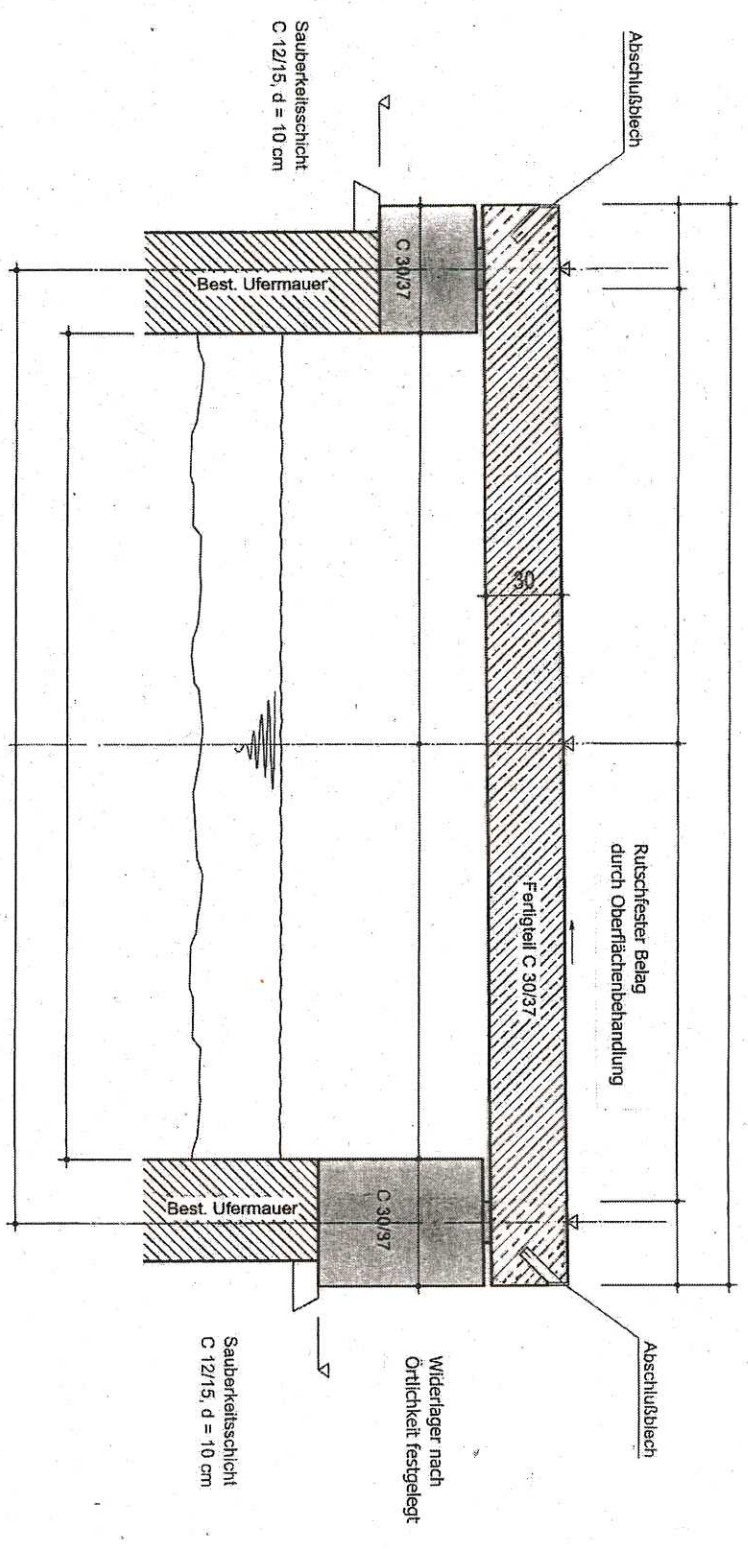 Abschlußblech
Abschlußblech
Rutschfester Belag
durch Oberflächenbehandlung
30
Fertigteil C 30/37
C 30/37
C 30/37
Widerlager nach
Örtlichkeit festgelegt
Best. Ufermauer
Best. Ufermauer
Sauberkeitsschicht
C 12/15, d = 10 cm
Sauberkeitsschicht
C 12/15, d = 10 cm